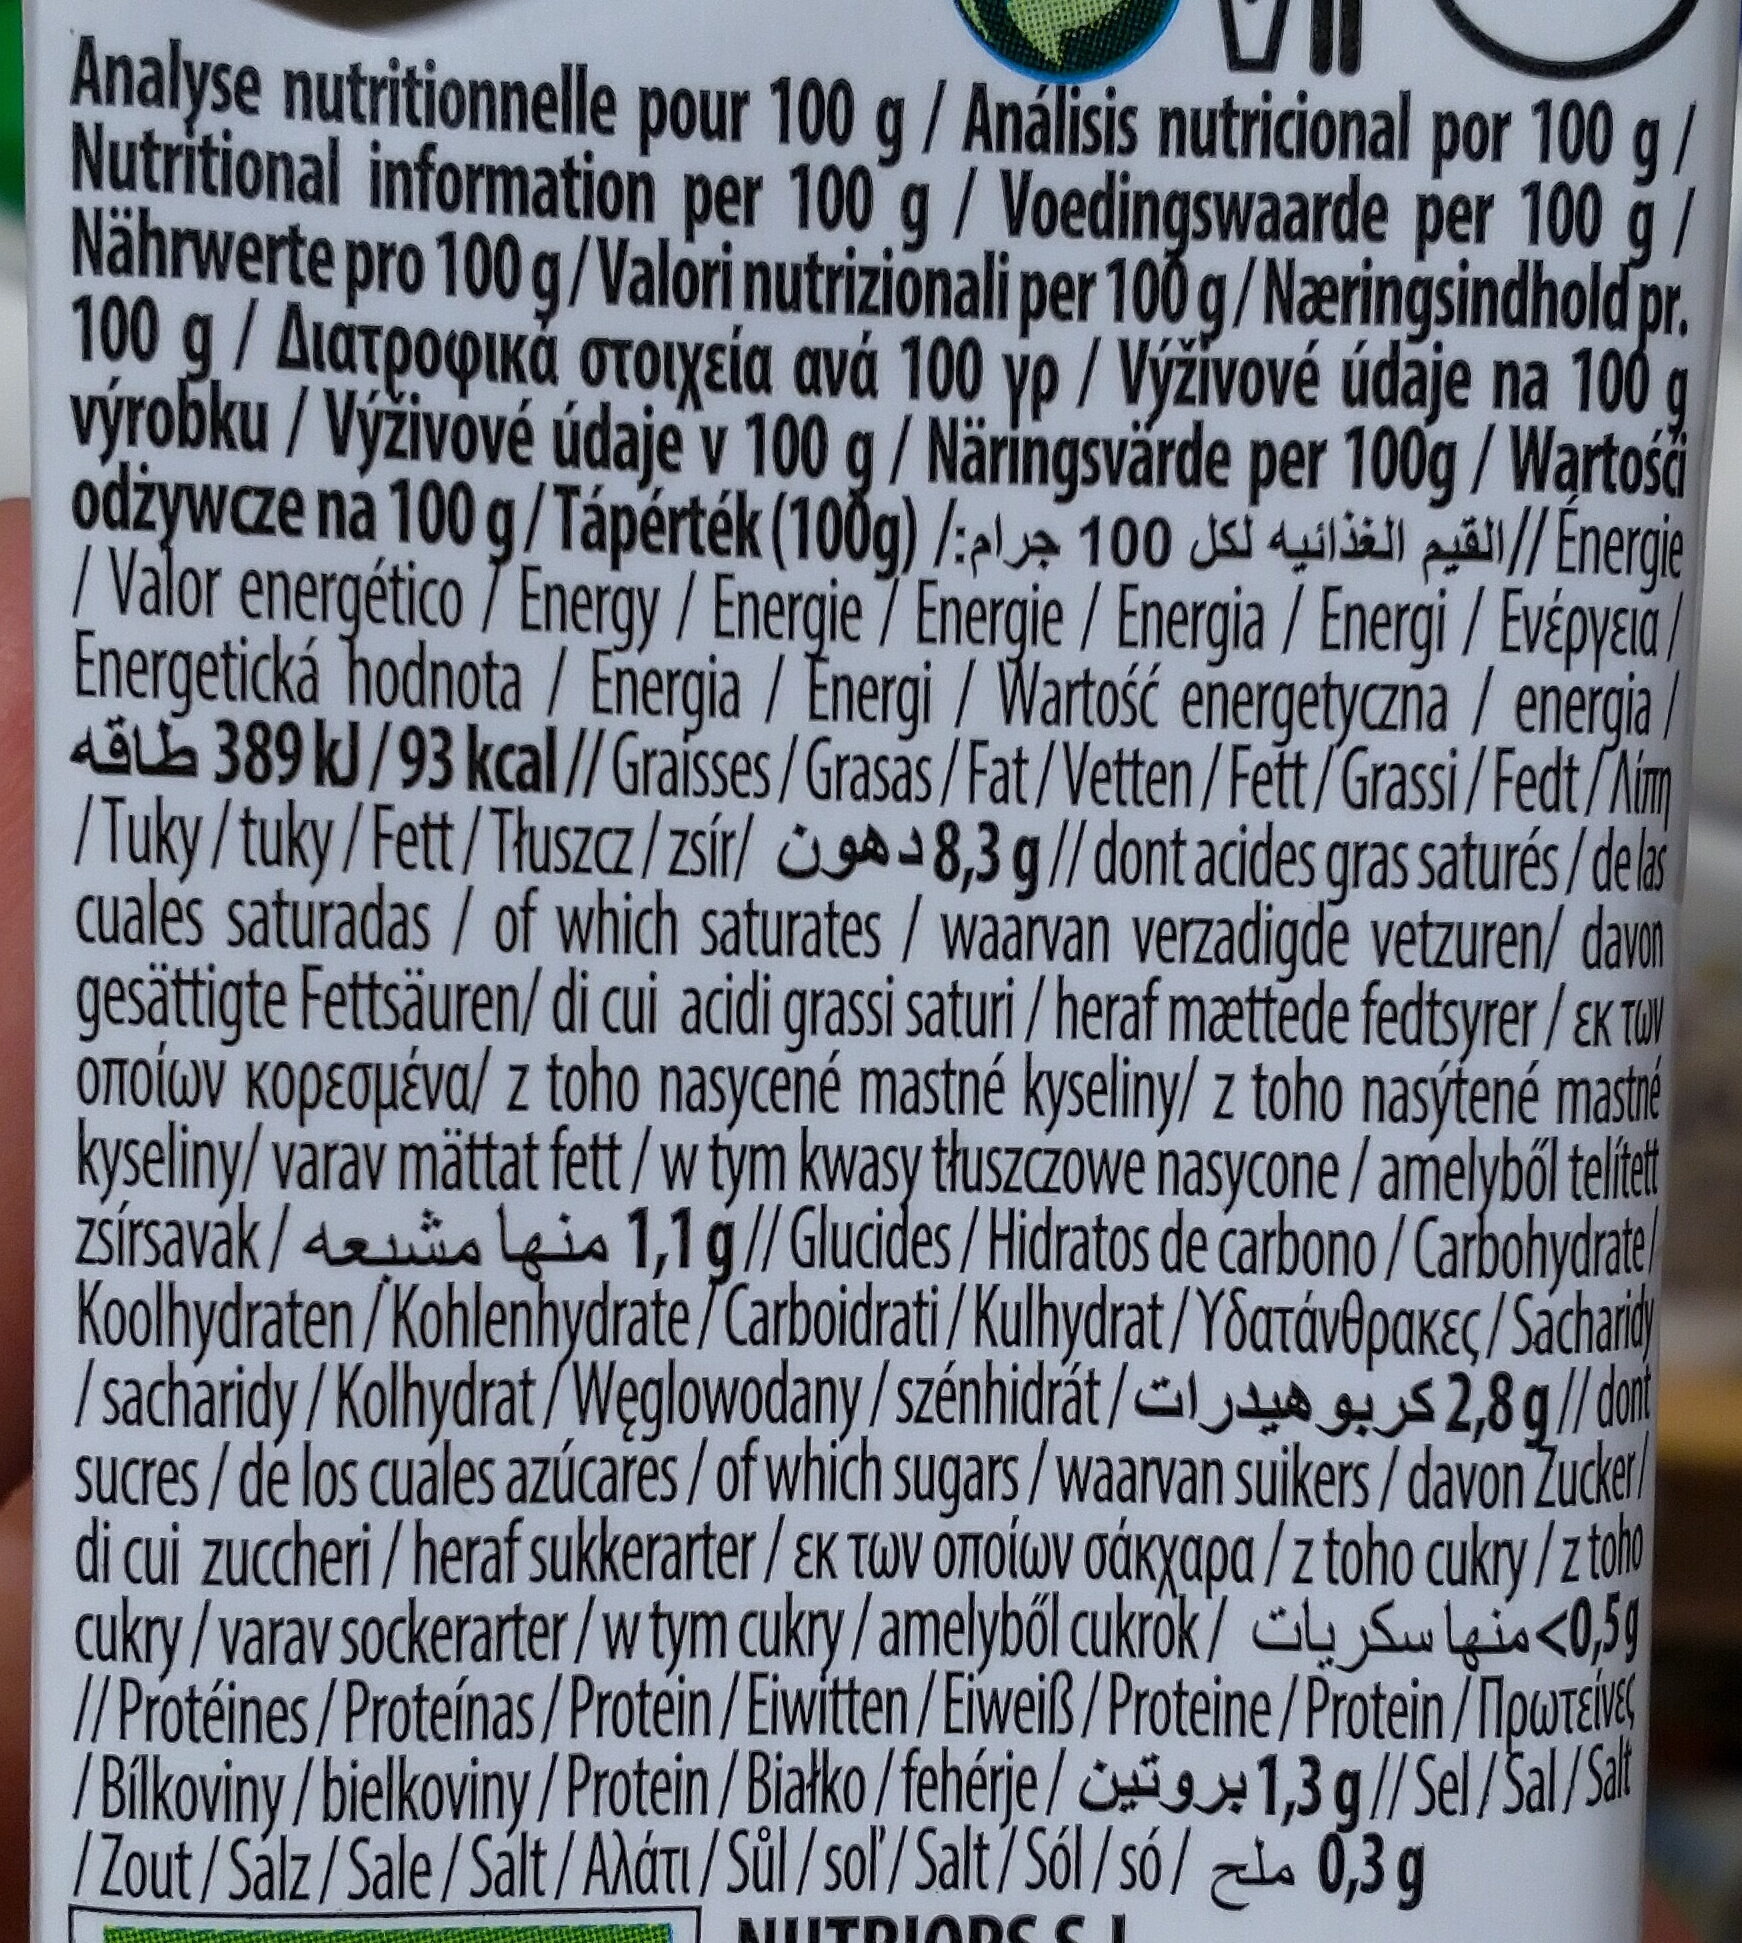 Analyse nutritionnelle pour 100 g / Análisis nutricional por 100 g /
Nutritional information per 100 g / Voedingswaarde per 100 g /
Nährwerte pro 100 g / Valori nutrizionali per 100 g / Næringsindhold pr.
100 g / Διατροφικά στοιχεία ανά 100 γρ / Výživové údaje na 100 g
výrobku / Výživové údaje v 100 g / Näringsvärde per 100g / Wartości
odżywcze na 100 g / Tápérték (100g) /:القيم الغذائيه لكل 100 جرام// Énergie
/ Valor energético / Energy / Energie / Energie / Energia / Energi / Ενέργεια /
Energetická hodnota / Energia / Energi / Wartość energetyczna / energia /
طاقه 389 kJ / 93 kcal // Graisses / Grasas / Fat / Vetten / Fett / Grassi / Fedt / Λίπη
/ Tuky / tuky / Fett / Tłuszcz / zsír/ دهون 8,3 g // dont acides gras saturés / de las
cuales saturadas / of which saturates / waarvan verzadigde vetzuren/ davon
gesättigte Fettsäuren/ di cui acidi grassi saturi / heraf mættede fedtsyrer / εκ των
οποίων κορεσμένα/ z toho nasycené mastné kyseliny/ z toho nasýtené mastné
kyseliny/ varav mättat fett / w tym kwasy tłuszczowe nasycone / amelyből telített
zsírsavak / منها مشبعه 1,1 g // Glucides / Hidratos de carbono / Carbohydrate/
Koolhydraten / Kohlenhydrate / Carboidrati / Kulhydrat / Υδατάνθρακες / Sacharidy
/ sacharidy / Kolhydrat / Węglowodany / szénhidrát / كربو هيدرات 2,8 g // dont
sucres / de los cuales azúcares / of which sugars / waarvan suikers / davon Zucker/
di cui zuccheri / heraf sukkerarter / εκ των οποίων σάκχαρα / z toho cukry / z toho
cukry / varav sockerarter / w tym cukry / amelyből cukrok / منها سكريات <0,5g
// Protéines / Proteínas / Protein / Eiwitten / Eiweiß / Proteine / Protein / Πρωτεΐνες
/ Bílkoviny / bielkoviny / Protein / Białko / fehérje / بروتين 1,3 g // Sel / Sal / Salt
/ Zout / Salz / Sale / Salt / Αλάτι / Sůl / soľ / Salt / Sól / só / ملح 0,3 g